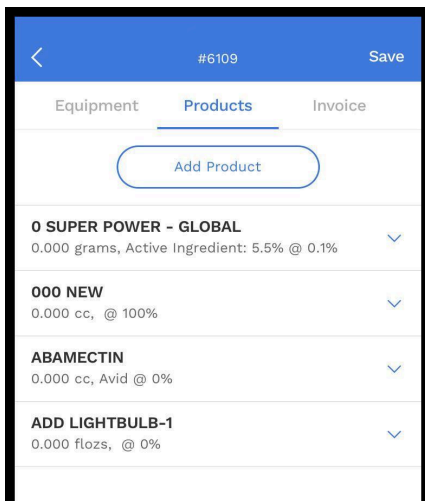 #6109 Save
Equipment Products Invoice
Add Product
0 SUPER POWER - GLOBAL
0.000 grams, Active Ingredient: 5.5% @ 0.1%
000 NEW
0.000 cc,  @ 100%
ABAMECTIN
0.000 cc, Avid @ 0%
ADD LIGHTBULB-1
0.000 flozs,  @ 0%